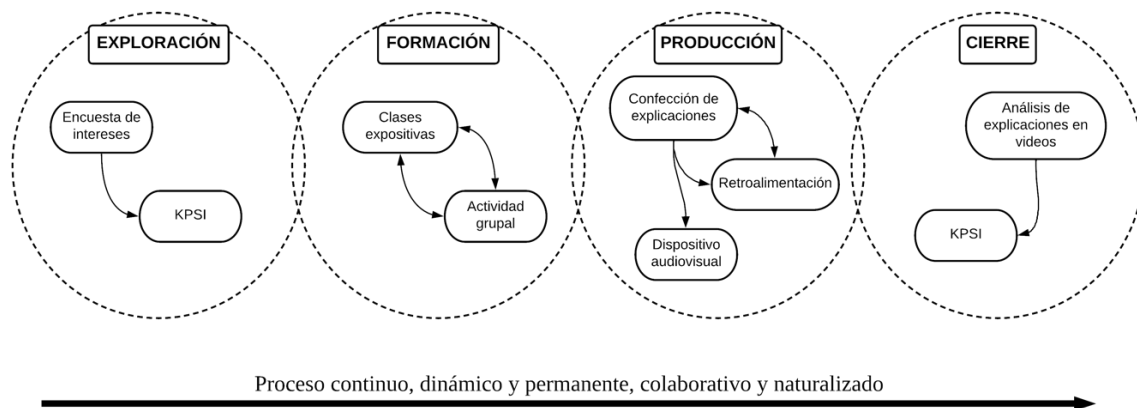 EXPLORACIÓN
Encuesta de
intereses
KPSI
FORMACIÓN
Clases
expositivas
Actividad
grupal
PRODUCCIÓN
Confección de
explicaciones
Retroalimentación
Dispositivo
audiovisual
CIERRE
Análisis de
explicaciones en
videos
KPSI
Proceso continuo, dinámico y permanente, colaborativo y naturalizado